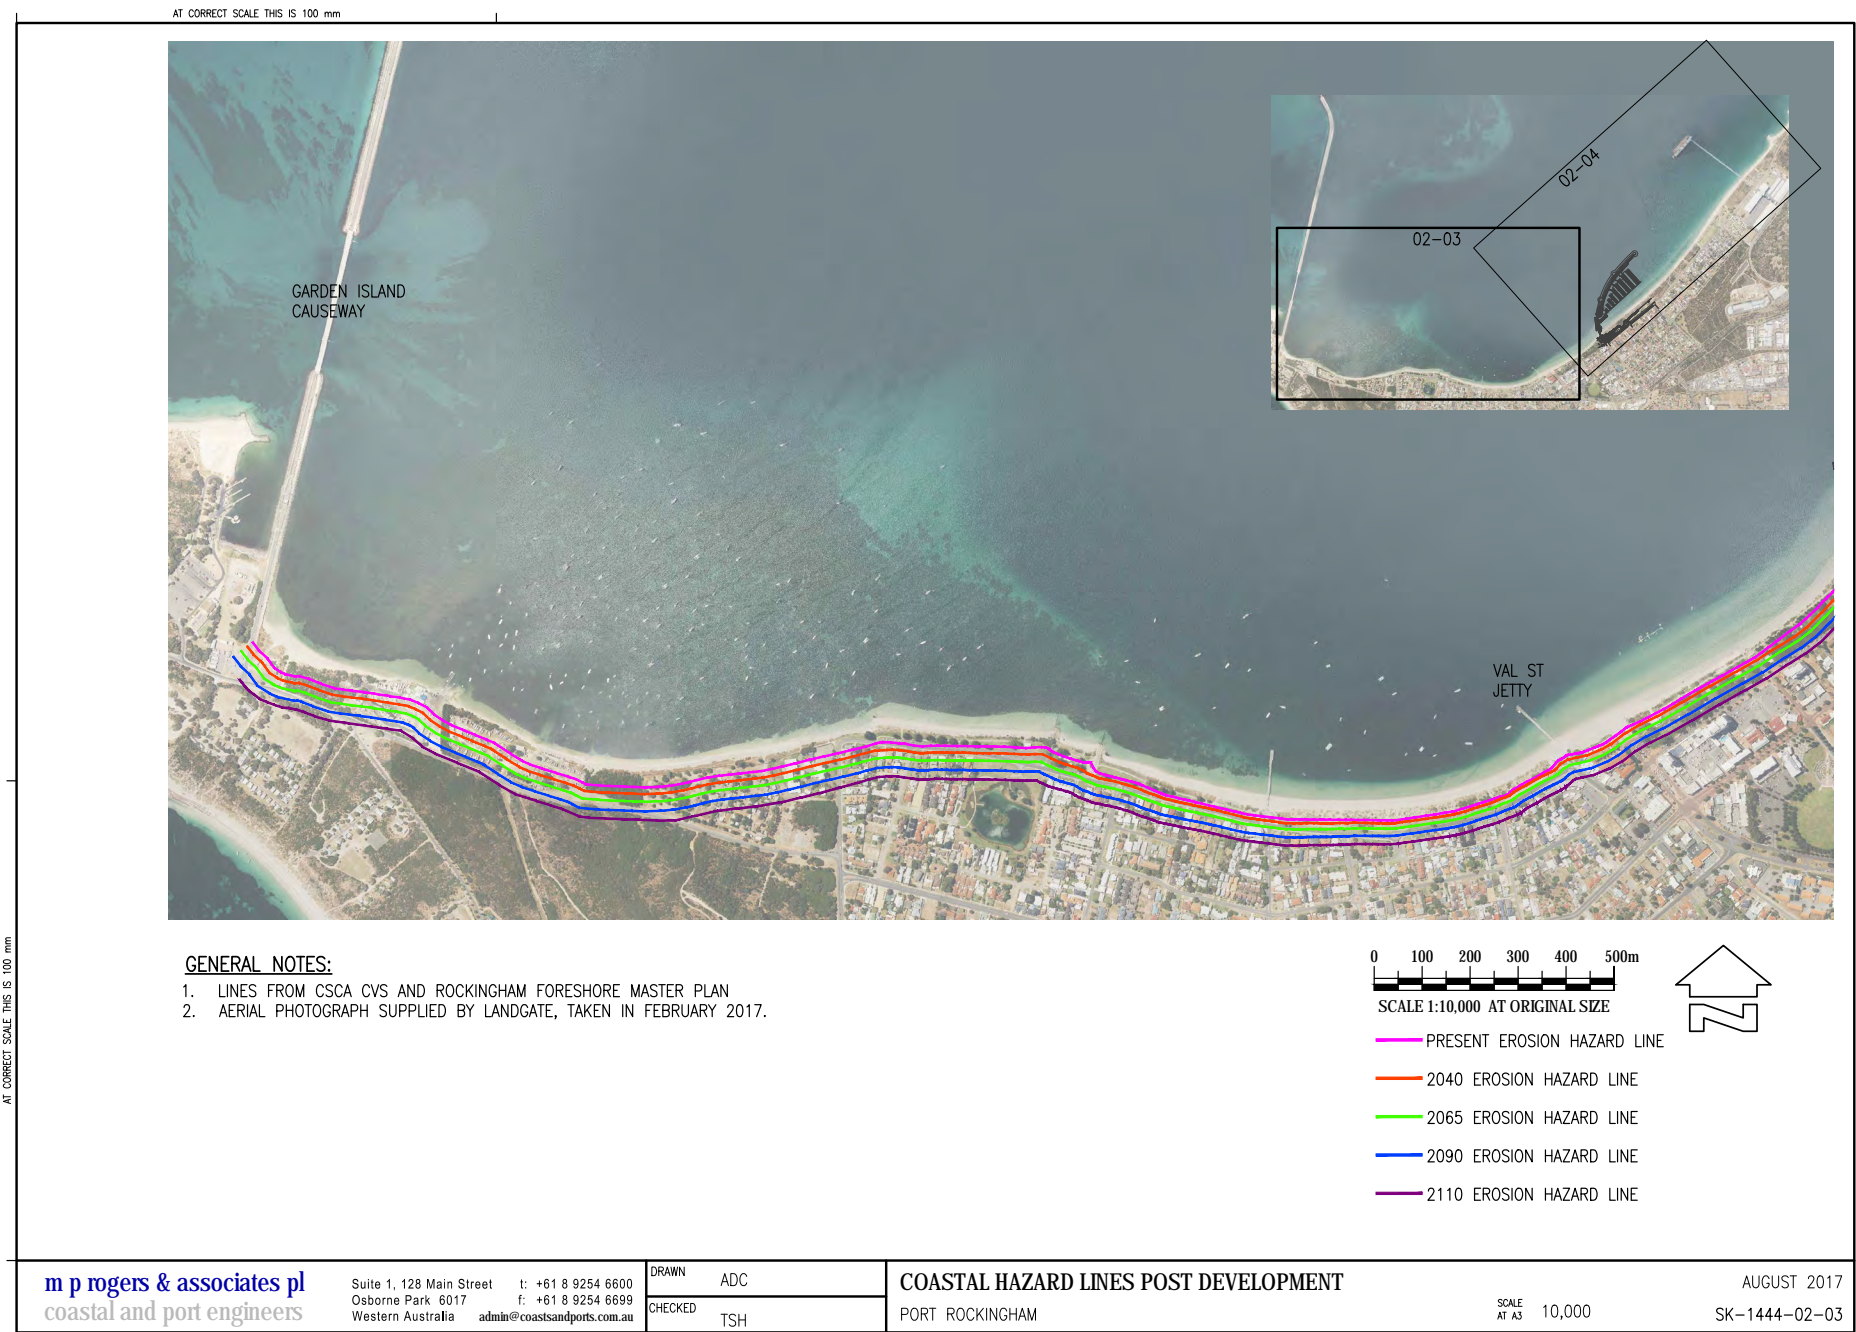 AT CORRECT SCALE THIS IS 100 mm
AT CORRECT SCALE THIS IS 100 mm
GARDEN ISLAND
CAUSEWAY
02-04
02-03
VAL ST
JETTY
GENERAL NOTES:
1. LINES FROM CSCA CVS AND ROCKINGHAM FORESHORE MASTER PLAN
2. AERIAL PHOTOGRAPH SUPPLIED BY LANDGATE, TAKEN IN FEBRUARY 2017.
0 100 200 300 400 500m
SCALE 1:10,000 AT ORIGINAL SIZE
N
PRESENT EROSION HAZARD LINE
2040 EROSION HAZARD LINE
2065 EROSION HAZARD LINE
2090 EROSION HAZARD LINE
2110 EROSION HAZARD LINE
m p rogers & associates pl
coastal and port engineers
Suite 1, 128 Main Street t: +61 8 9254 6600
Osborne Park 6017 f: +61 8 9254 6699
Western Australia admin@coastsandports.com.au
DRAWN ADC
CHECKED TSH
COASTAL HAZARD LINES POST DEVELOPMENT
PORT ROCKINGHAM
SCALE
AT A3 10,000
AUGUST 2017
SK-1444-02-03